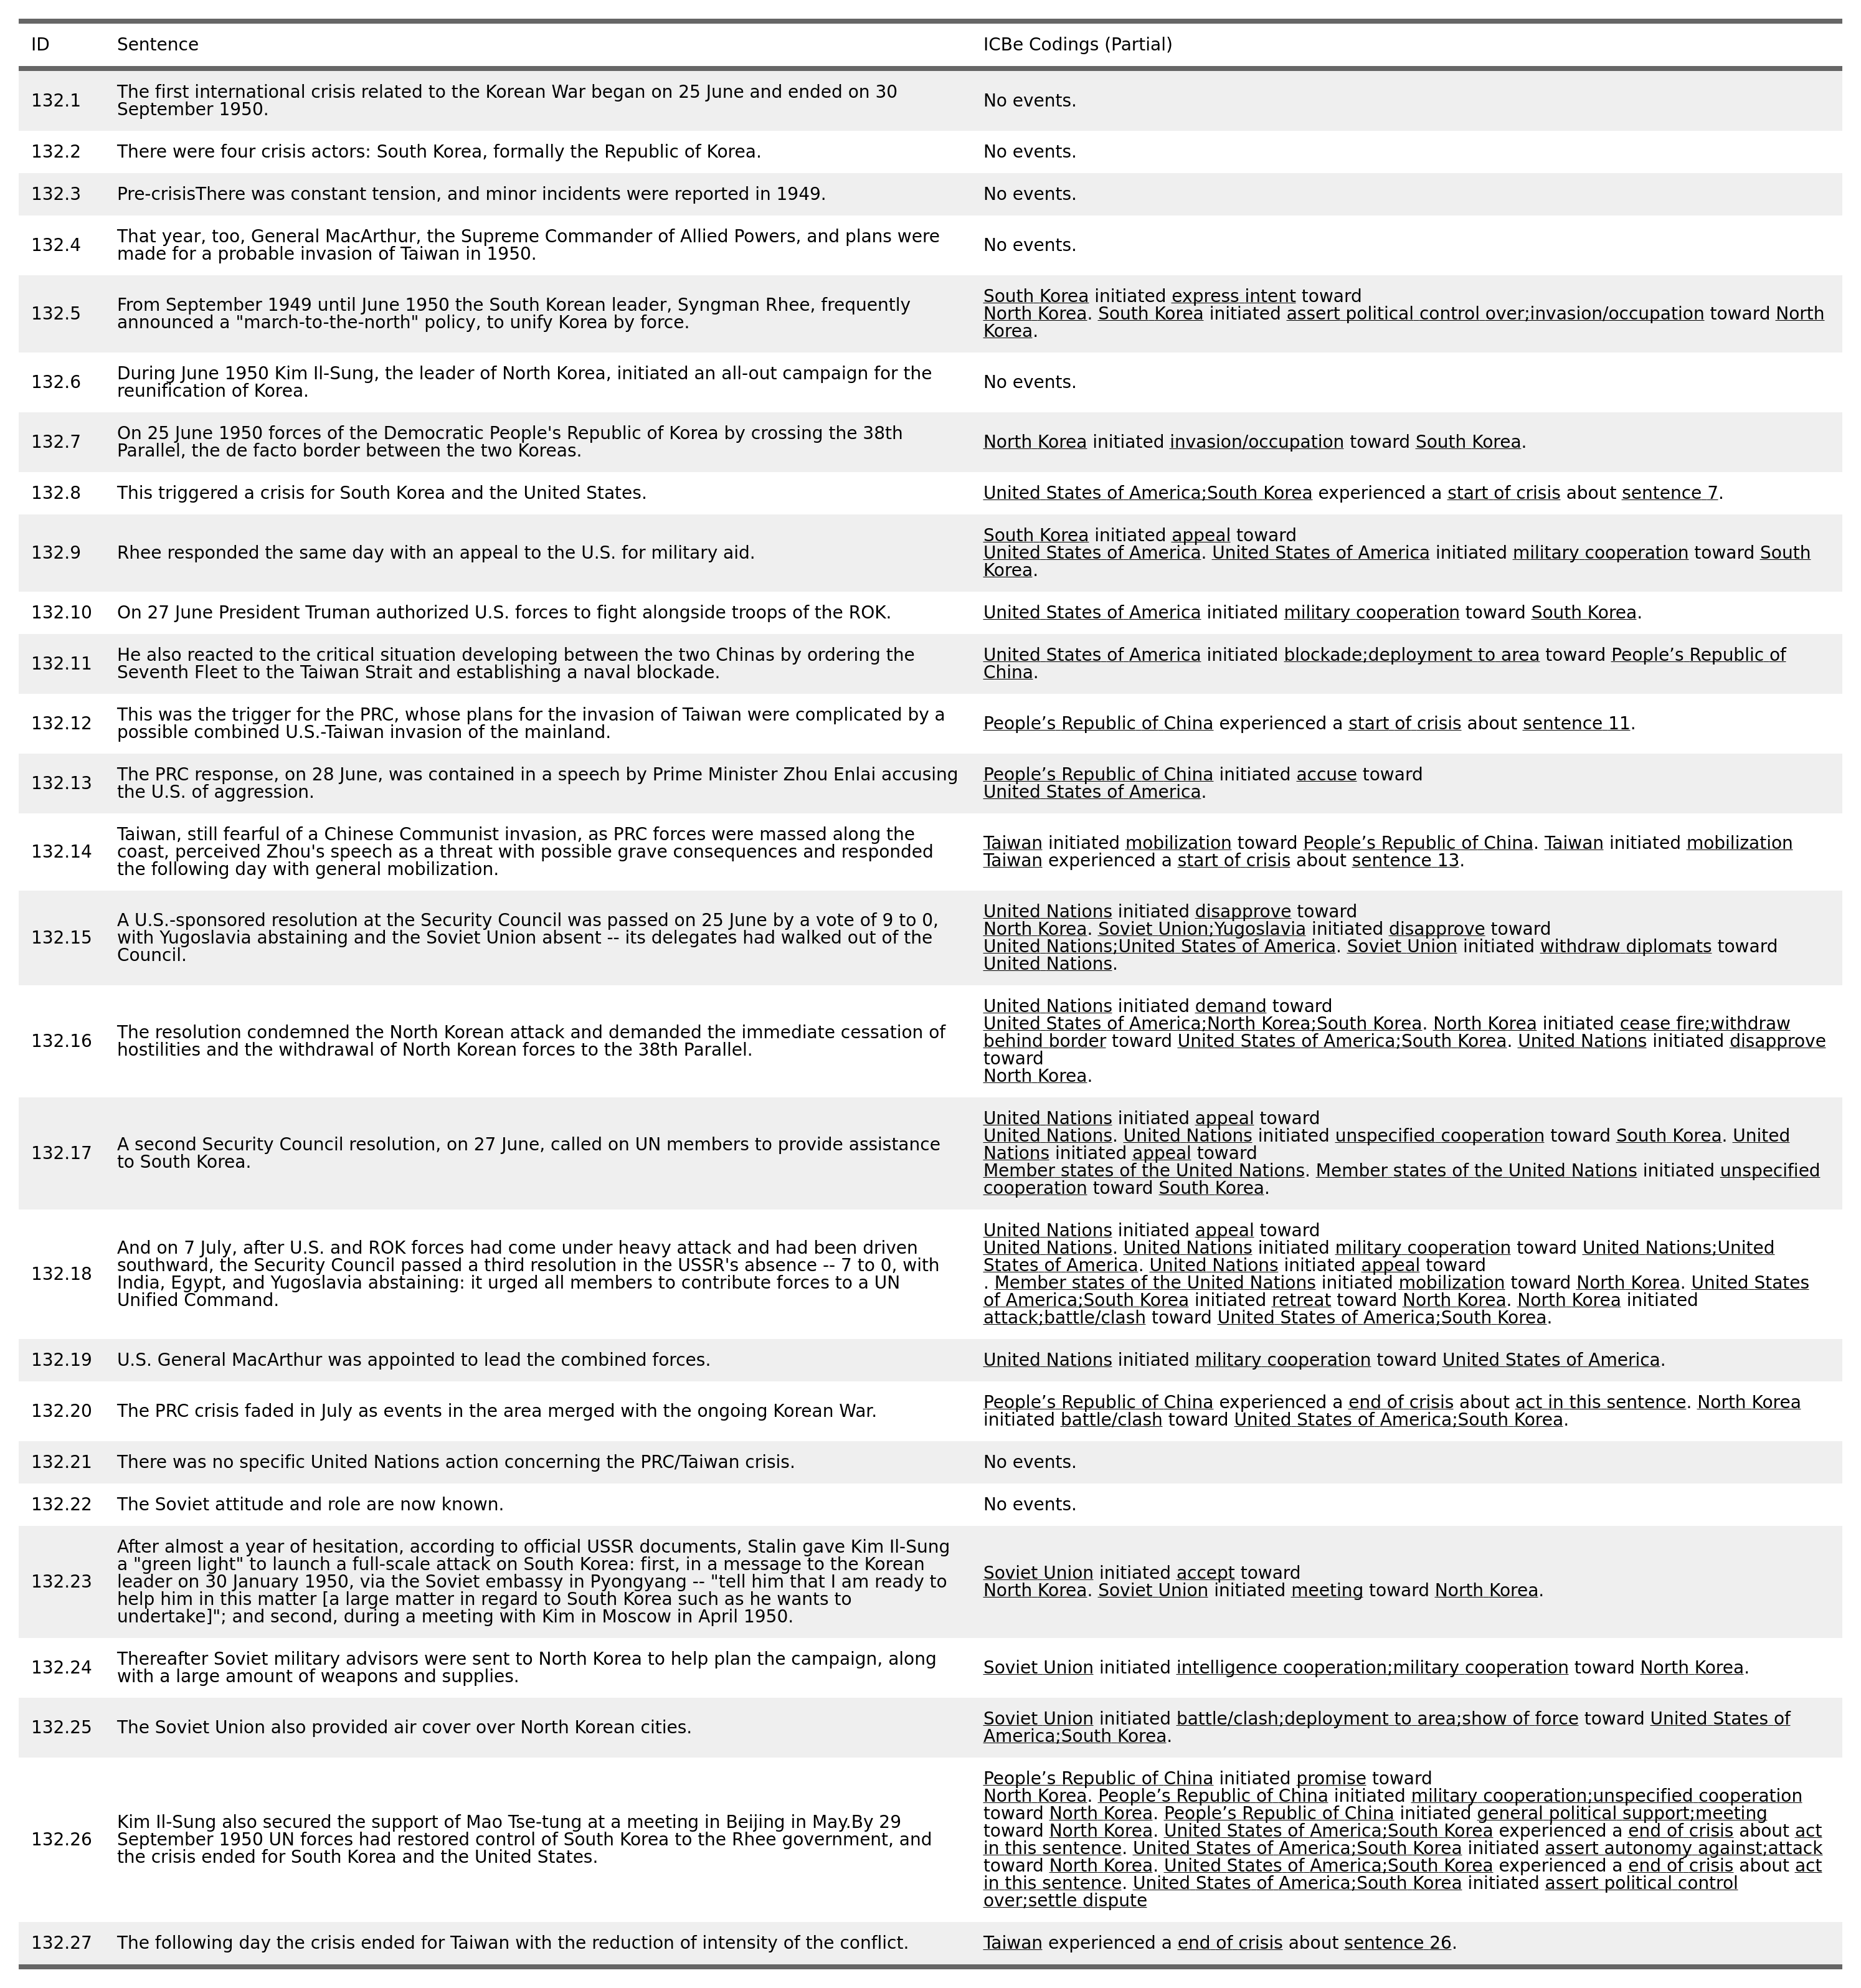 ID Sentence ICBe Codings (Partial)
132.1 The first international crisis related to the Korean War began on 25 June and ended on 30
September 1950.
No events.
132.2 There were four crisis actors: South Korea, formally the Republic of Korea. No events.
132.3 Pre-crisisThere was constant tension, and minor incidents were reported in 1949. No events.
132.4 That year, too, General MacArthur, the Supreme Commander of Allied Powers, and plans were
made for a probable invasion of Taiwan in 1950.
No events.
132.5 From September 1949 until June 1950 the South Korean leader, Syngman Rhee, frequently
announced a "march-to-the-north" policy, to unify Korea by force.
South Korea initiated express intent toward
North Korea. South Korea initiated assert political control over;invasion/occupation toward North
Korea.
132.6 During June 1950 Kim Il-Sung, the leader of North Korea, initiated an all-out campaign for the
reunification of Korea.
No events.
132.7 On 25 June 1950 forces of the Democratic People's Republic of Korea by crossing the 38th
Parallel, the de facto border between the two Koreas.
North Korea initiated invasion/occupation toward South Korea.
132.8 This triggered a crisis for South Korea and the United States. United States of America;South Korea experienced a start of crisis about sentence 7.
132.9 Rhee responded the same day with an appeal to the U.S. for military aid.
South Korea initiated appeal toward
United States of America. United States of America initiated military cooperation toward South
Korea.
132.10 On 27 June President Truman authorized U.S. forces to fight alongside troops of the ROK. United States of America initiated military cooperation toward South Korea.
132.11 He also reacted to the critical situation developing between the two Chinas by ordering the
Seventh Fleet to the Taiwan Strait and establishing a naval blockade.
United States of America initiated blockade;deployment to area toward People’s Republic of
China.
132.12 This was the trigger for the PRC, whose plans for the invasion of Taiwan were complicated by a
possible combined U.S.-Taiwan invasion of the mainland.
People’s Republic of China experienced a start of crisis about sentence 11.
132.13 The PRC response, on 28 June, was contained in a speech by Prime Minister Zhou Enlai accusing
the U.S. of aggression.
People’s Republic of China initiated accuse toward
United States of America.
132.14 Taiwan, still fearful of a Chinese Communist invasion, as PRC forces were massed along the
coast, perceived Zhou's speech as a threat with possible grave consequences and responded
the following day with general mobilization.
Taiwan initiated mobilization toward People’s Republic of China. Taiwan initiated mobilization
Taiwan experienced a start of crisis about sentence 13.
132.15 A U.S.-sponsored resolution at the Security Council was passed on 25 June by a vote of 9 to 0,
with Yugoslavia abstaining and the Soviet Union absent -- its delegates had walked out of the
Council.
United Nations initiated disapprove toward
North Korea. Soviet Union;Yugoslavia initiated disapprove toward
United Nations;United States of America. Soviet Union initiated withdraw diplomats toward
United Nations.
132.16 The resolution condemned the North Korean attack and demanded the immediate cessation of
hostilities and the withdrawal of North Korean forces to the 38th Parallel.
United Nations initiated demand toward
United States of America;North Korea;South Korea. North Korea initiated cease fire;withdraw
behind border toward United States of America;South Korea. United Nations initiated disapprove
toward
North Korea.
132.17 A second Security Council resolution, on 27 June, called on UN members to provide assistance
to South Korea.
United Nations initiated appeal toward
United Nations. United Nations initiated unspecified cooperation toward South Korea. United
Nations initiated appeal toward
Member states of the United Nations. Member states of the United Nations initiated unspecified
cooperation toward South Korea.
132.18 And on 7 July, after U.S. and ROK forces had come under heavy attack and had been driven
southward, the Security Council passed a third resolution in the USSR's absence -- 7 to 0, with
India, Egypt, and Yugoslavia abstaining: it urged all members to contribute forces to a UN
Unified Command.
United Nations initiated appeal toward
United Nations. United Nations initiated military cooperation toward United Nations;United
States of America. United Nations initiated appeal toward
. Member states of the United Nations initiated mobilization toward North Korea. United States
of America;South Korea initiated retreat toward North Korea. North Korea initiated
attack;battle/clash toward United States of America;South Korea.
132.19 U.S. General MacArthur was appointed to lead the combined forces. United Nations initiated military cooperation toward United States of America.
132.20 The PRC crisis faded in July as events in the area merged with the ongoing Korean War.
People’s Republic of China experienced a end of crisis about act in this sentence. North Korea
initiated battle/clash toward United States of America;South Korea.
132.21 There was no specific United Nations action concerning the PRC/Taiwan crisis. No events.
132.22 The Soviet attitude and role are now known. No events.
132.23 After almost a year of hesitation, according to official USSR documents, Stalin gave Kim Il-Sung
a "green light" to launch a full-scale attack on South Korea: first, in a message to the Korean
leader on 30 January 1950, via the Soviet embassy in Pyongyang -- "tell him that I am ready to
help him in this matter [a large matter in regard to South Korea such as he wants to
undertake]"; and second, during a meeting with Kim in Moscow in April 1950.
Soviet Union initiated accept toward
North Korea. Soviet Union initiated meeting toward North Korea.
132.24 Thereafter Soviet military advisors were sent to North Korea to help plan the campaign, along
with a large amount of weapons and supplies.
Soviet Union initiated intelligence cooperation;military cooperation toward North Korea.
132.25 The Soviet Union also provided air cover over North Korean cities.
Soviet Union initiated battle/clash;deployment to area;show of force toward United States of
America;South Korea.
132.26 Kim Il-Sung also secured the support of Mao Tse-tung at a meeting in Beijing in May.By 29
September 1950 UN forces had restored control of South Korea to the Rhee government, and
the crisis ended for South Korea and the United States.
People’s Republic of China initiated promise toward
North Korea. People’s Republic of China initiated military cooperation;unspecified cooperation
toward North Korea. People’s Republic of China initiated general political support;meeting
toward North Korea. United States of America;South Korea experienced a end of crisis about act
in this sentence. United States of America;South Korea initiated assert autonomy against;attack
toward North Korea. United States of America;South Korea experienced a end of crisis about act
in this sentence. United States of America;South Korea initiated assert political control
over;settle dispute
132.27 The following day the crisis ended for Taiwan with the reduction of intensity of the conflict. Taiwan experienced a end of crisis about sentence 26.